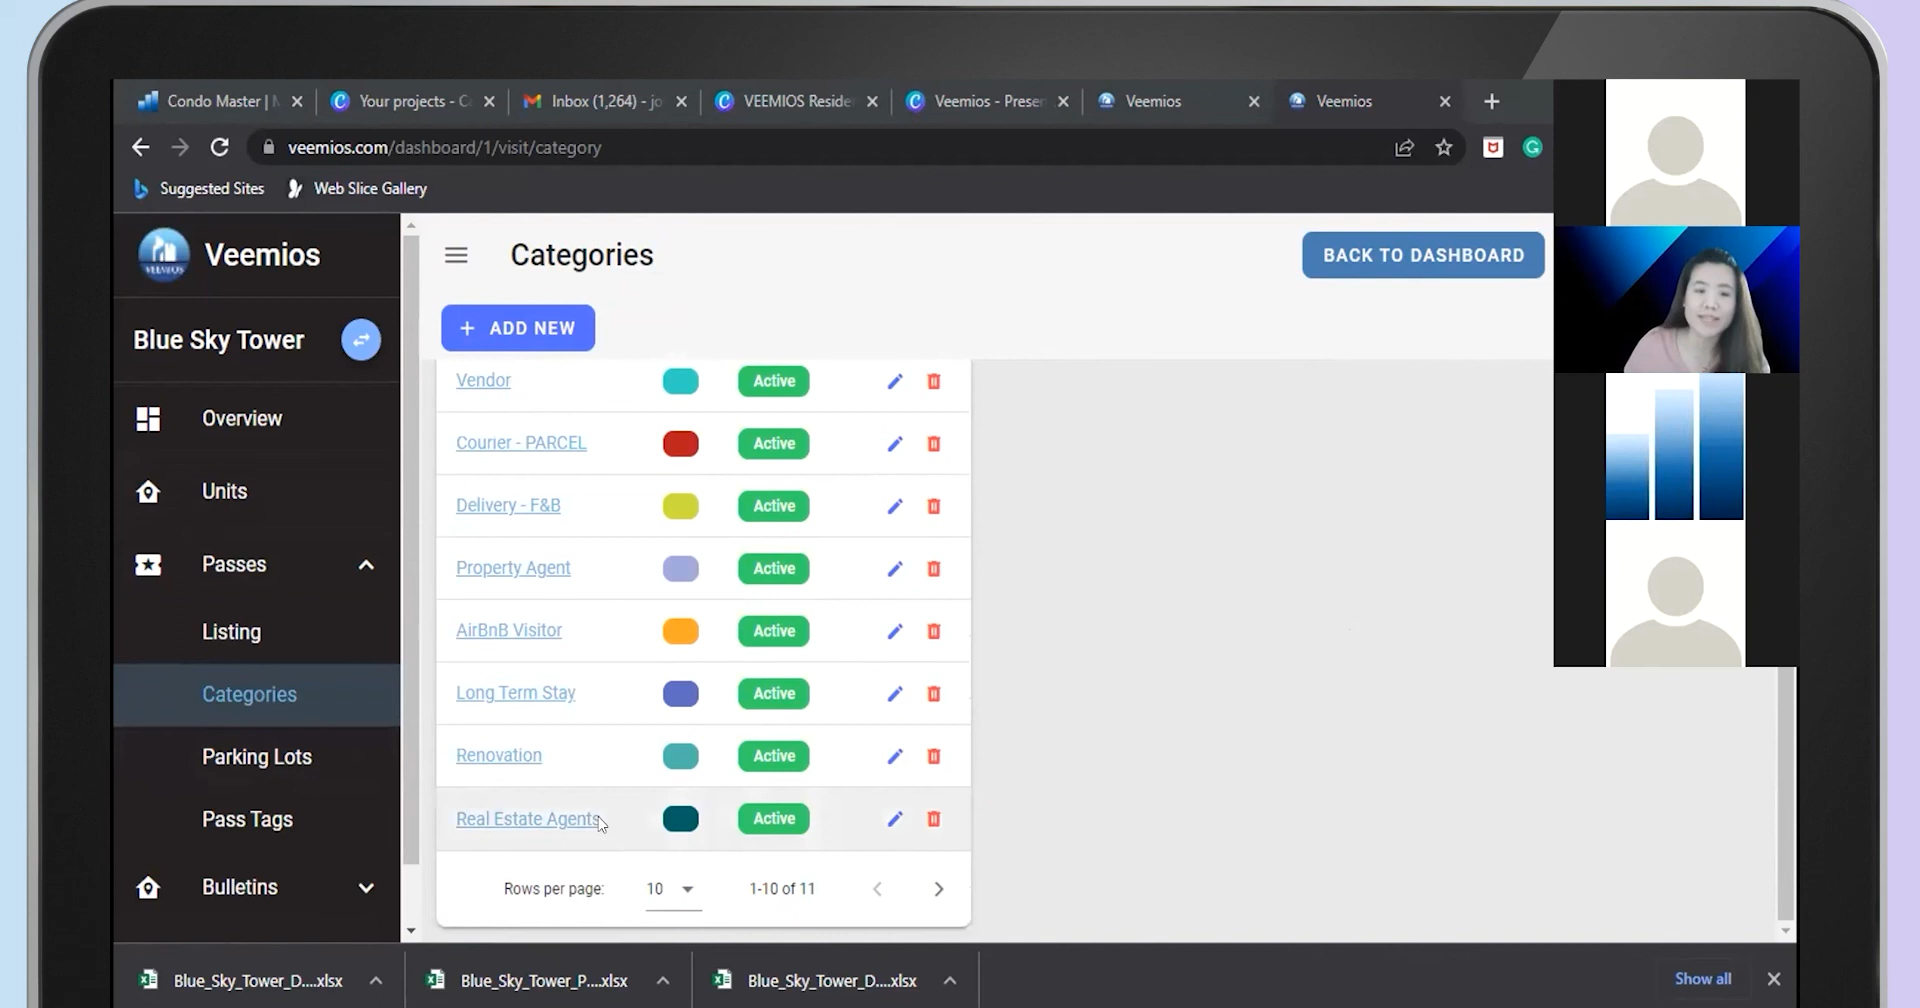 Condo Master |
Your projects - C
Inbox (1,264) - jo
VEEMIOS Reside
Veemios - Presen
Veemios
Veemios
veemios.com/dashboard/1/visit/category
Suggested Sites
Web Slice Gallery
VEEMIOS
Veemios
Categories
BACK TO DASHBOARD
+ ADD NEW
Blue Sky Tower
Overview
Units
Passes
Listing
Categories
Parking Lots
Pass Tags
Bulletins
Vendor Active
Courier - PARCEL Active
Delivery - F&B Active
Property Agent Active
AirBnB Visitor Active
Long Term Stay Active
Renovation Active
Real Estate Agents Active
Rows per page: 10 1-10 of 11
Blue_Sky_Tower_D....xlsx
Blue_Sky_Tower_P....xlsx
Blue_Sky_Tower_D....xlsx
Show all